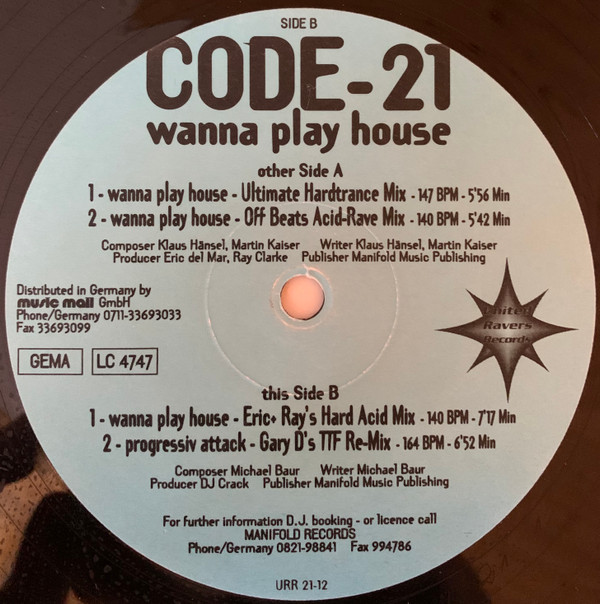 SIDE B
CODE-21
wanna play house
other Side A
1 - wanna play house - Ultimate Hardtrance Mix - 147 BPM - 5'56 Min
2 - wanna play house - Off Beats Acid-Rave Mix - 140 BPM - 5'42 Min
Composer Klaus Hänsel, Martin Kaiser Writer Klaus Hänsel, Martin Kaiser
Producer Eric del Mar, Ray Clarke Publisher Manifold Music Publishing
Distributed in Germany by
music mail GmbH
Phone/Germany 0711-33693033
Fax 33693099
GEMA LC 4747
United
Ravers
Records
this Side B
1 - wanna play house - Eric+ Ray's Hard Acid Mix - 140 BPM - 7'17 Min
2 - progressiv attack - Gary D's TTF Re-Mix - 164 BPM - 6'52 Min
Composer Michael Baur Writer Michael Baur
Producer DJ Crack Publisher Manifold Music Publishing
For further information D.J. booking - or licence call
MANIFOLD RECORDS
Phone/Germany 0821-98841 Fax 994786
URR 21-12